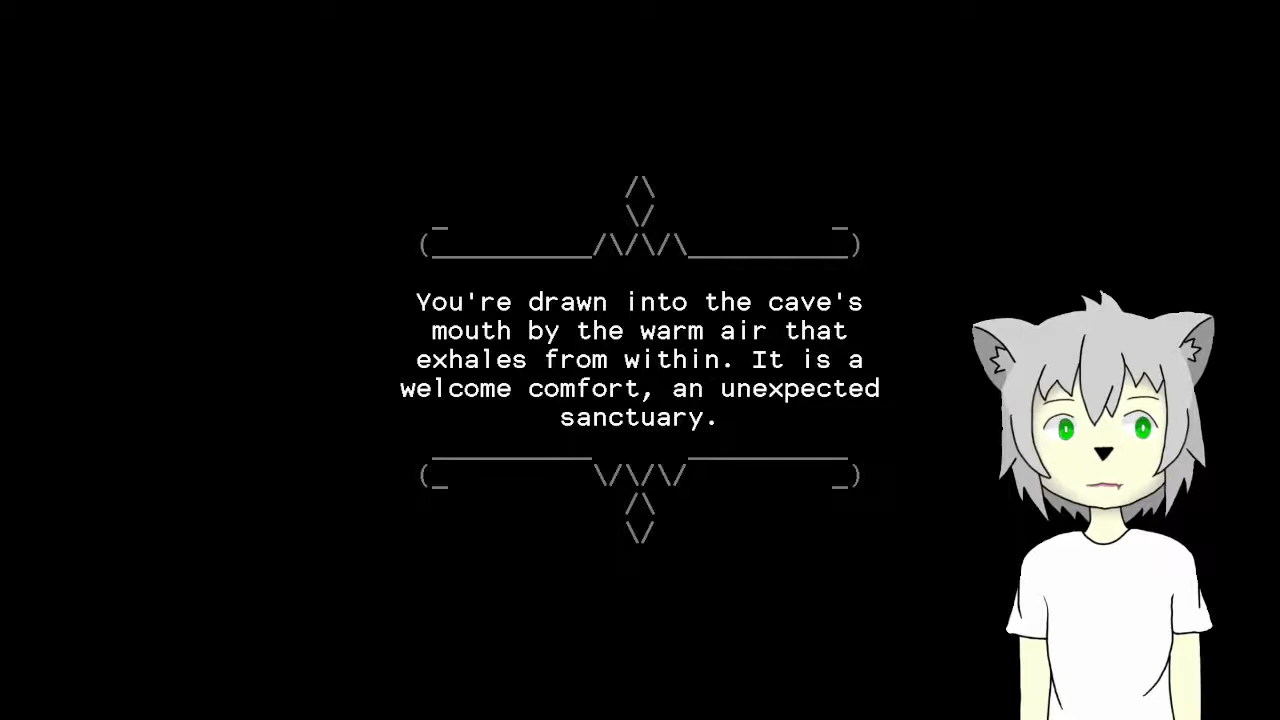 You're drawn into the cave's
mouth by the warm air that
exhales from within. It is a
welcome comfort, an unexpected
sanctuary.